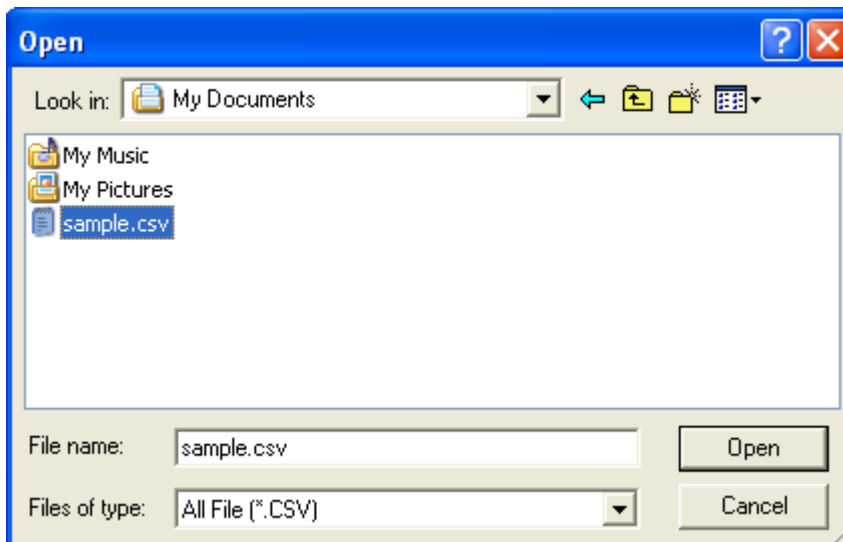 Open
Look in: My Documents
My Music
My Pictures
sample.csv
File name: sample.csv Open
Files of type: All File (*.CSV) Cancel